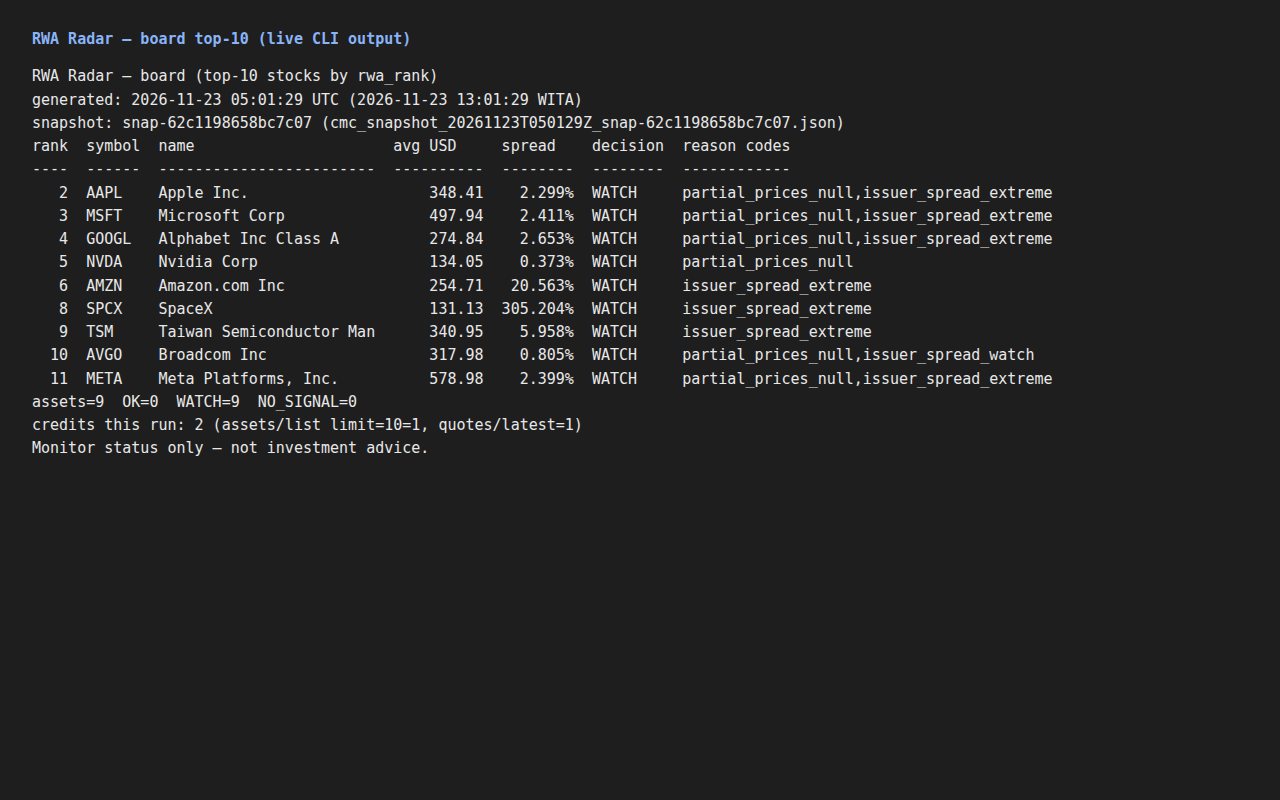 RWA Radar — board top-10 (live CLI output)
RWA Radar — board (top-10 stocks by rwa_rank)
generated: 2026-11-23 05:01:29 UTC (2026-11-23 13:01:29 WITA)
snapshot: snap-62c1198658bc7c07 (cmc_snapshot_20261123T050129Z_snap-62c1198658bc7c07.json)
rank  symbol  name                      avg USD     spread    decision  reason codes
----  ------  ------------------------  ----------  --------  --------  ------------
   2  AAPL    Apple Inc.                    348.41    2.299%  WATCH     partial_prices_null,issuer_spread_extreme
   3  MSFT    Microsoft Corp                497.94    2.411%  WATCH     partial_prices_null,issuer_spread_extreme
   4  GOOGL   Alphabet Inc Class A          274.84    2.653%  WATCH     partial_prices_null,issuer_spread_extreme
   5  NVDA    Nvidia Corp                   134.05    0.373%  WATCH     partial_prices_null
   6  AMZN    Amazon.com Inc                254.71   20.563%  WATCH     issuer_spread_extreme
   8  SPCX    SpaceX                        131.13  305.204%  WATCH     issuer_spread_extreme
   9  TSM     Taiwan Semiconductor Man      340.95    5.958%  WATCH     issuer_spread_extreme
  10  AVGO    Broadcom Inc                  317.98    0.805%  WATCH     partial_prices_null,issuer_spread_watch
  11  META    Meta Platforms, Inc.          578.98    2.399%  WATCH     partial_prices_null,issuer_spread_extreme
assets=9  OK=0  WATCH=9  NO_SIGNAL=0
credits this run: 2 (assets/list limit=10=1, quotes/latest=1)
Monitor status only — not investment advice.